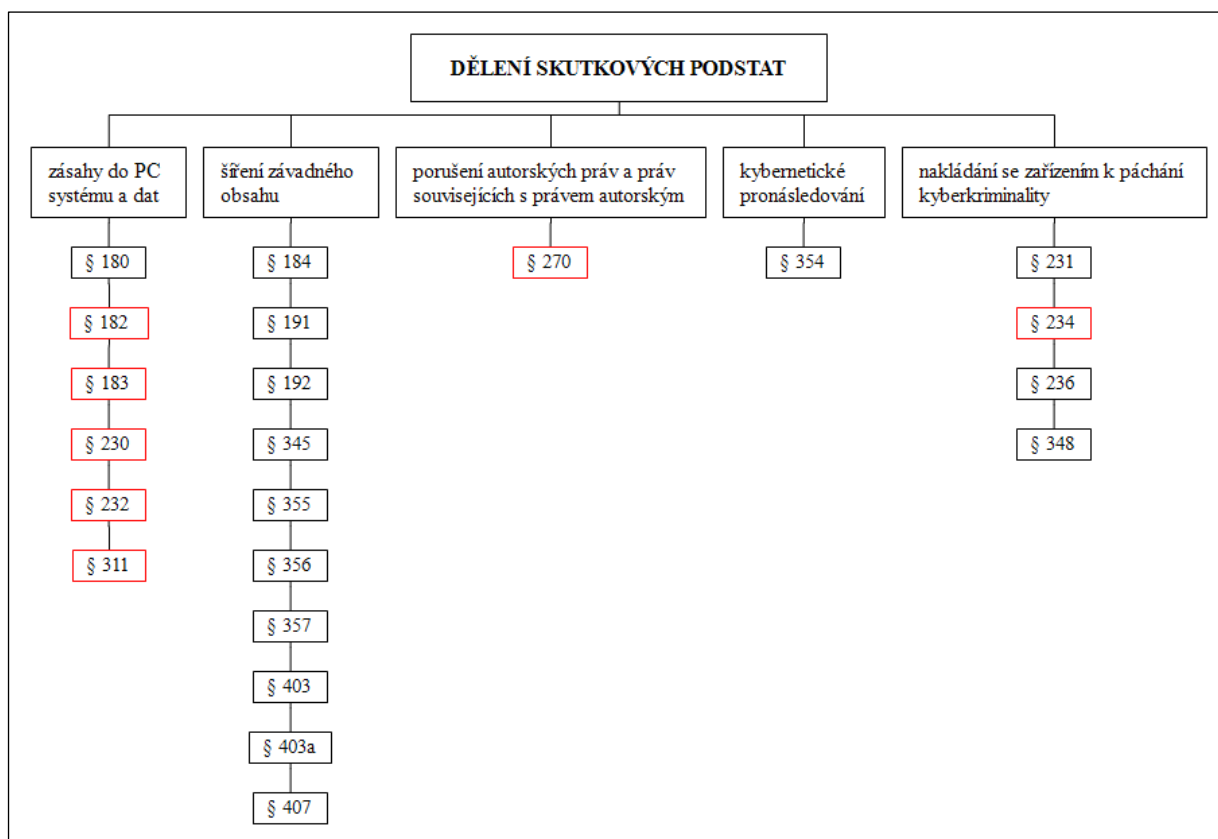 DĚLENÍ SKUTKOVÝCH PODSTAT
zásahy do PC
systému a dat
§ 180
§ 182
§ 183
§ 230
§ 232
§ 311
šíření závadného
obsahu
§ 184
§ 191
§ 192
§ 345
§ 355
§ 356
§ 357
§ 403
§ 403a
§ 407
porušení autorských práv a práv
souvisejících s právem autorským
§ 270
kybernetické
pronásledování
§ 354
nakládání se zařízením k páchání
kyberkriminality
§ 231
§ 234
§ 236
§ 348